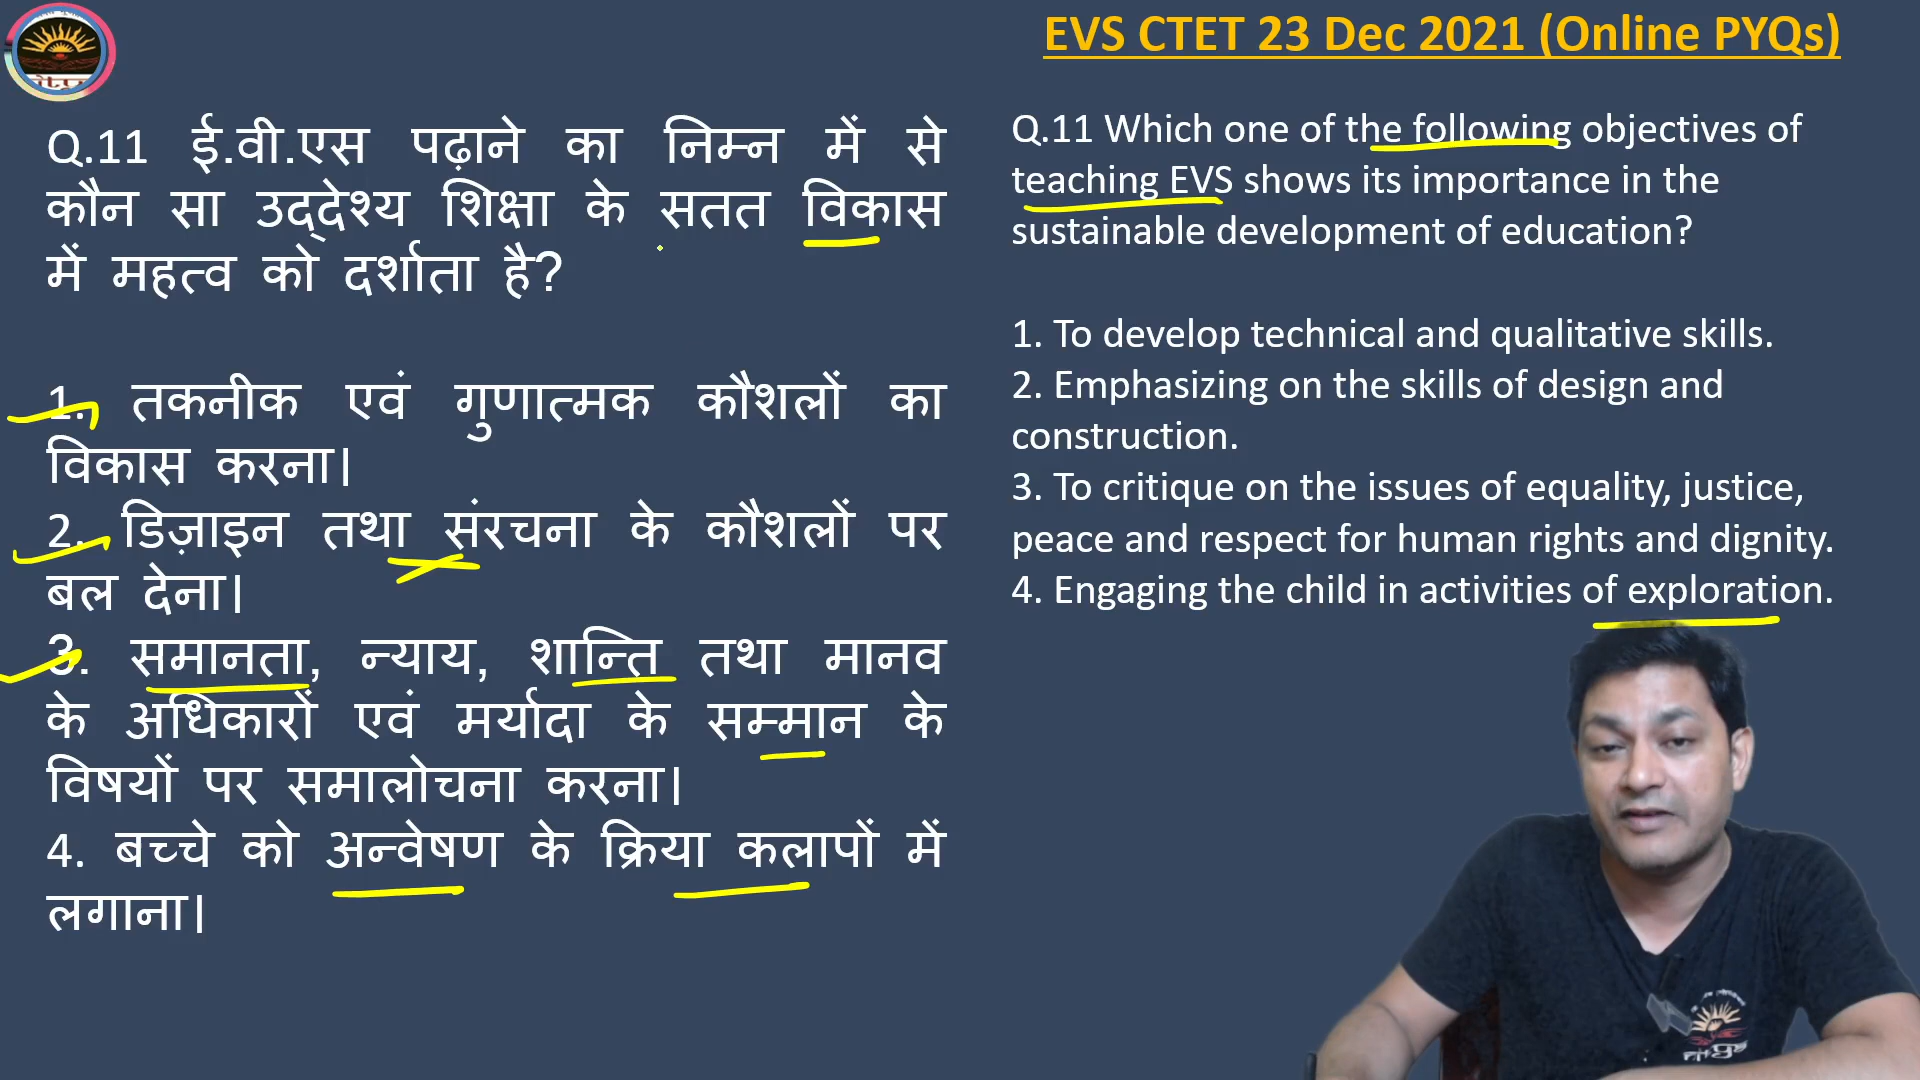 EVS CTET 23 Dec 2021 (Online PYQs)
Q.11 ई.वी.एस पढ़ाने का निम्न में से
कौन सा उद्देश्य शिक्षा के सतत विकास
में महत्व को दर्शाता है?
1. तकनीक एवं गुणात्मक कौशलों का
विकास करना।
2. डिज़ाइन तथा संरचना के कौशलों पर
बल देना।
3. समानता, न्याय, शान्ति तथा मानव
के अधिकारों एवं मर्यादा के सम्मान के
विषयों पर समालोचना करना।
4. बच्चे को अन्वेषण के क्रिया कलापों में
लगाना।
Q.11 Which one of the following objectives of
teaching EVS shows its importance in the
sustainable development of education?
1. To develop technical and qualitative skills.
2. Emphasizing on the skills of design and
construction.
3. To critique on the issues of equality, justice,
peace and respect for human rights and dignity.
4. Engaging the child in activities of exploration.